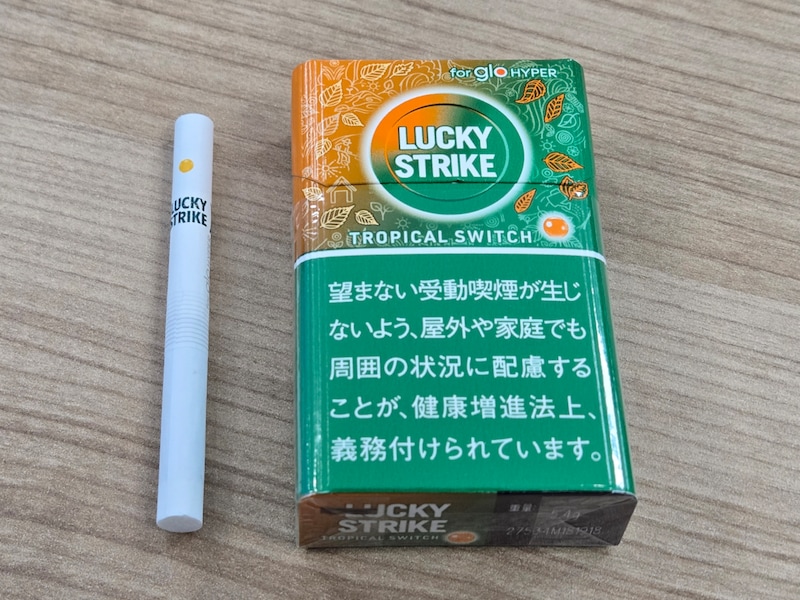 for glo HYPER
LUCKY
STRIKE
TROPICAL SWITCH
望まない受動喫煙が生じ
ないよう、屋外や家庭でも
周囲の状況に配慮する
ことが、健康増進法上、
義務付けられています。
LUCKY
STRIKE
TROPICAL SWITCH
重量
LUCKY
STRIKE